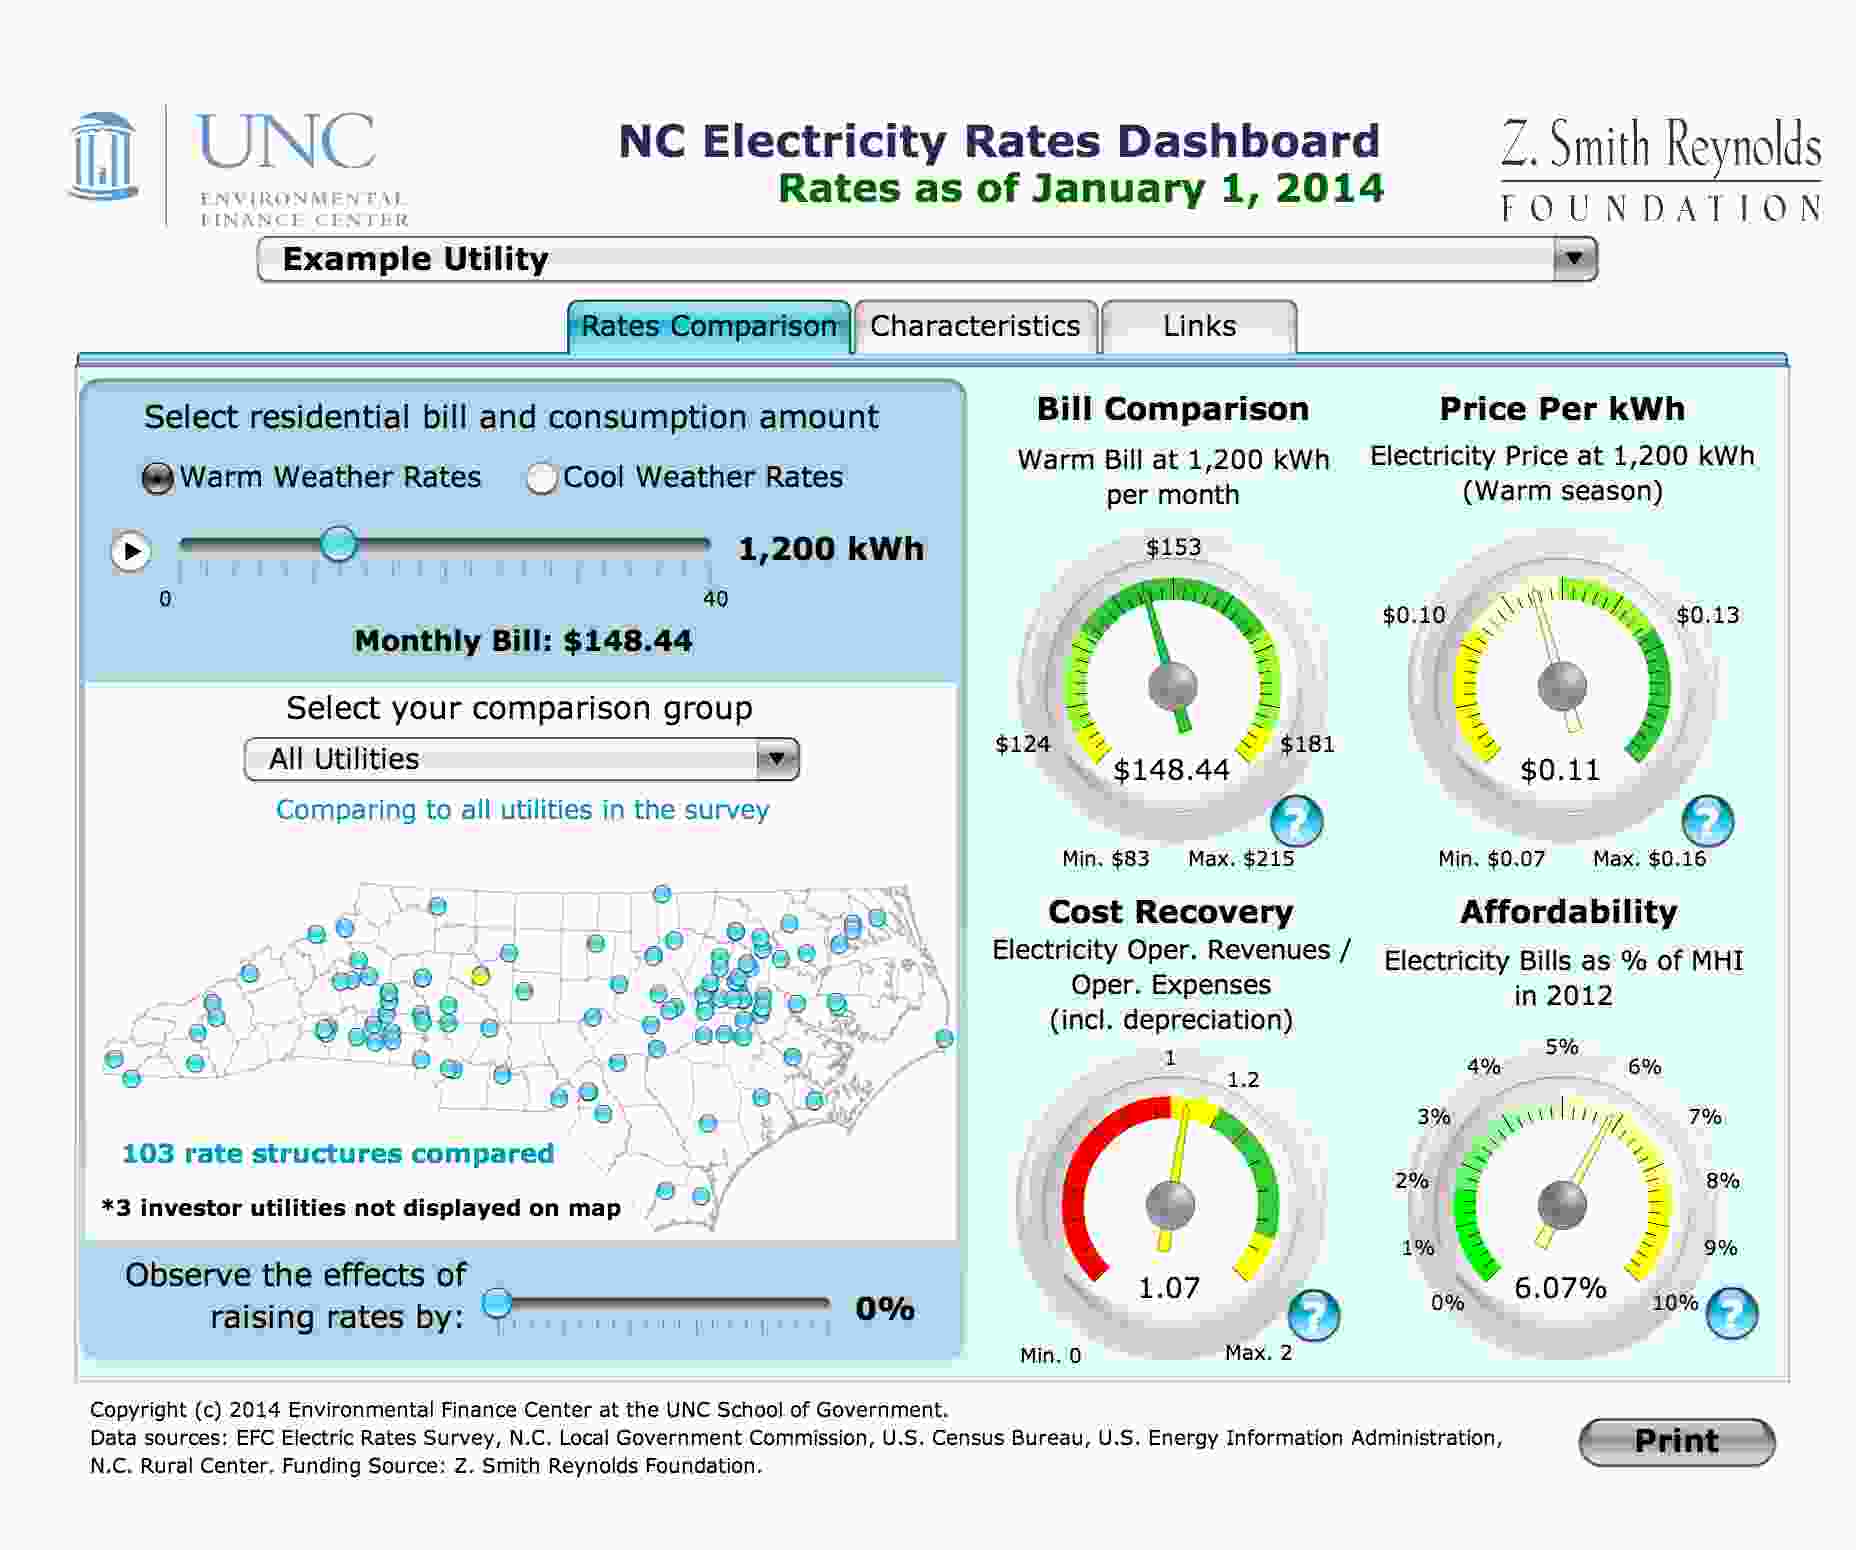 UNC
ENVIRONMENTAL
FINANCE CENTER
NC Electricity Rates Dashboard
Rates as of January 1, 2014
Z. Smith Reynolds
FOUNDATION
Example Utility
Rates Comparison
Characteristics
Links
Select residential bill and consumption amount
Warm Weather Rates
Cool Weather Rates
1,200 kWh
0
40
Monthly Bill: $148.44
Select your comparison group
All Utilities
Comparing to all utilities in the survey
103 rate structures compared
*3 investor utilities not displayed on map
Observe the effects of
raising rates by:
0%
Bill Comparison
Warm Bill at 1,200 kWh
per month
$153
$124
$181
$148.44
?
Min. $83
Max. $215
Price Per kWh
Electricity Price at 1,200 kWh
(Warm season)
$0.10
$0.13
$0.11
?
Min. $0.07
Max. $0.16
Cost Recovery
Electricity Oper. Revenues /
Oper. Expenses
(incl. depreciation)
1
1.2
1.07
?
Min. 0
Max. 2
Affordability
Electricity Bills as % of MHI
in 2012
5%
4%
6%
3%
7%
2%
8%
1%
9%
0%
10%
6.07%
?
Copyright (c) 2014 Environmental Finance Center at the UNC School of Government.
Data sources: EFC Electric Rates Survey, N.C. Local Government Commission, U.S. Census Bureau, U.S. Energy Information Administration,
N.C. Rural Center. Funding Source: Z. Smith Reynolds Foundation.
Print